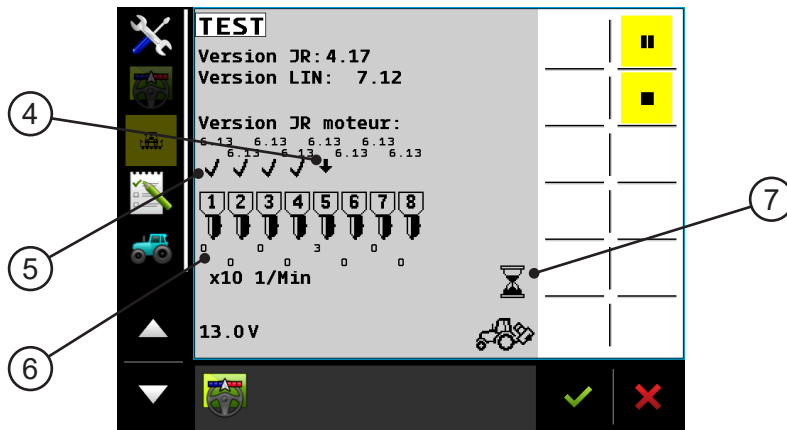 TEST
Version JR:4.17
Version LIN: 7.12
4
Version JR moteur:
6.13 6.13 6.13 6.13
6.13 6.13 6.13 6.13
7
1 2 3 4 5 6 7 8
5
0 0 3 0
0 0 0 0
x10 1/Min
6
13.0V